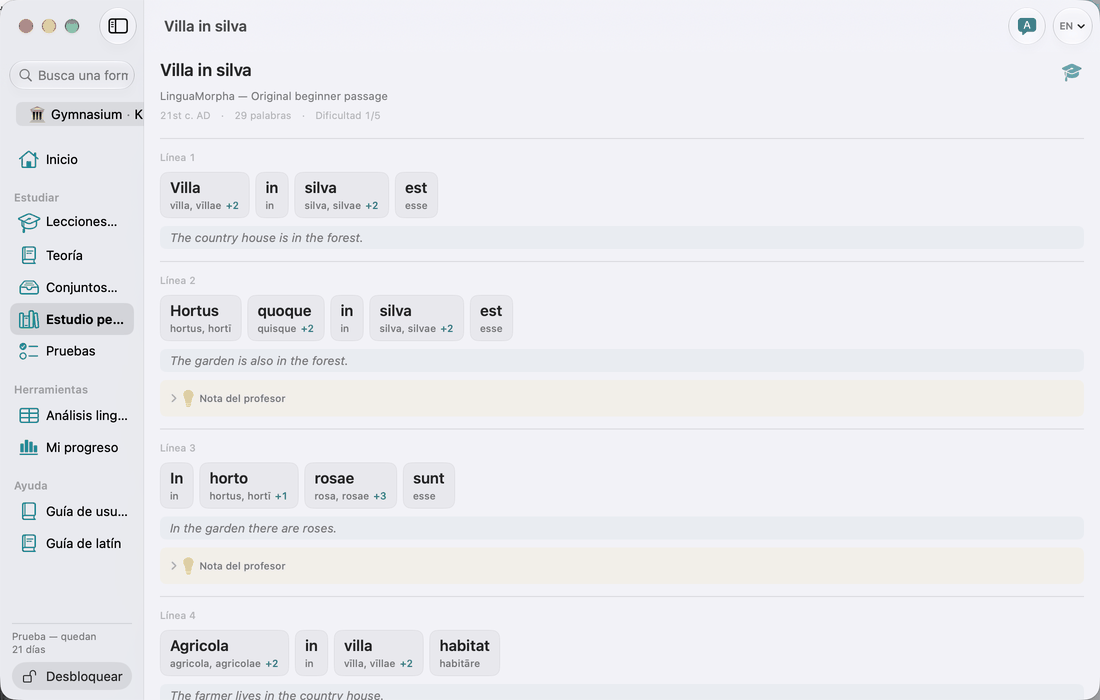 Villa in silva
A
EN
Busca una forn
Gymnasium · K
Inicio
Estudiar
Lecciones...
Teoría
Conjuntos...
Estudio pe...
Pruebas
Herramientas
Análisis ling...
Mi progreso
Ayuda
Guía de usu...
Guía de latín
Prueba — quedan
21 días
Desbloquear
Villa in silva
LinguaMorpha — Original beginner passage
21st c. AD · 29 palabras · Dificultad 1/5
Línea 1
Villa in silva est
vīlla, vīllae +2 in silva, silvae +2 esse
The country house is in the forest.
Línea 2
Hortus quoque in silva est
hortus, hortī quisque +2 in silva, silvae +2 esse
The garden is also in the forest.
Nota del profesor
Línea 3
In horto rosae sunt
in hortus, hortī +1 rosa, rosae +3 esse
In the garden there are roses.
Nota del profesor
Línea 4
Agricola in villa habitat
agricola, agricolae +2 in vīlla, vīllae +2 habitāre
The farmer lives in the country house.